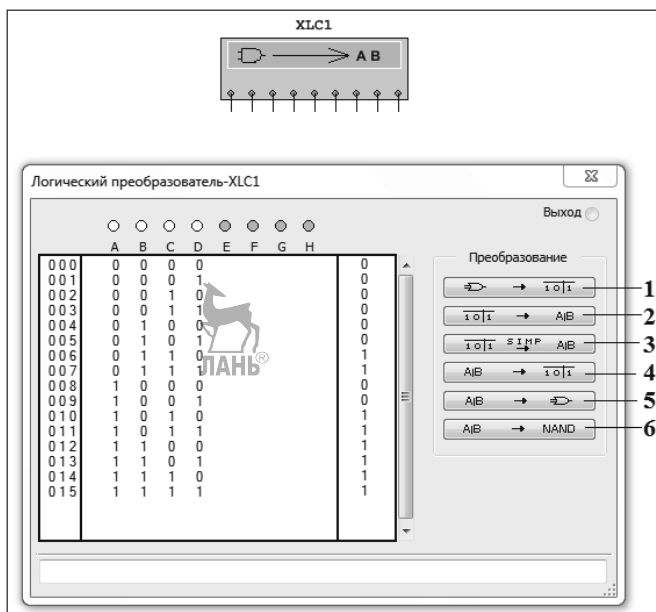 XLC1
A B
Логический преобразователь-XLC1
Выход
A B C D E F G H
Преобразование
000 0 0 0 0 0
001 0 0 0 1 0
002 0 0 1 0 0
003 0 0 1 1 0
004 0 1 0 0 0
005 0 1 0 1 0
006 0 1 1 0 1
007 0 1 1 1 1
008 1 0 0 0 0
009 1 0 0 1 0
010 1 0 1 0 1
011 1 0 1 1 1
012 1 1 0 0 1
013 1 1 0 1 1
014 1 1 1 0 1
015 1 1 1 1 1
ЛАНЬ®
→ 1 0|1 1
1 0|1 → A|B 2
1 0|1 SIMP → A|B 3
A|B → 1 0|1 4
A|B → 5
A|B → NAND 6